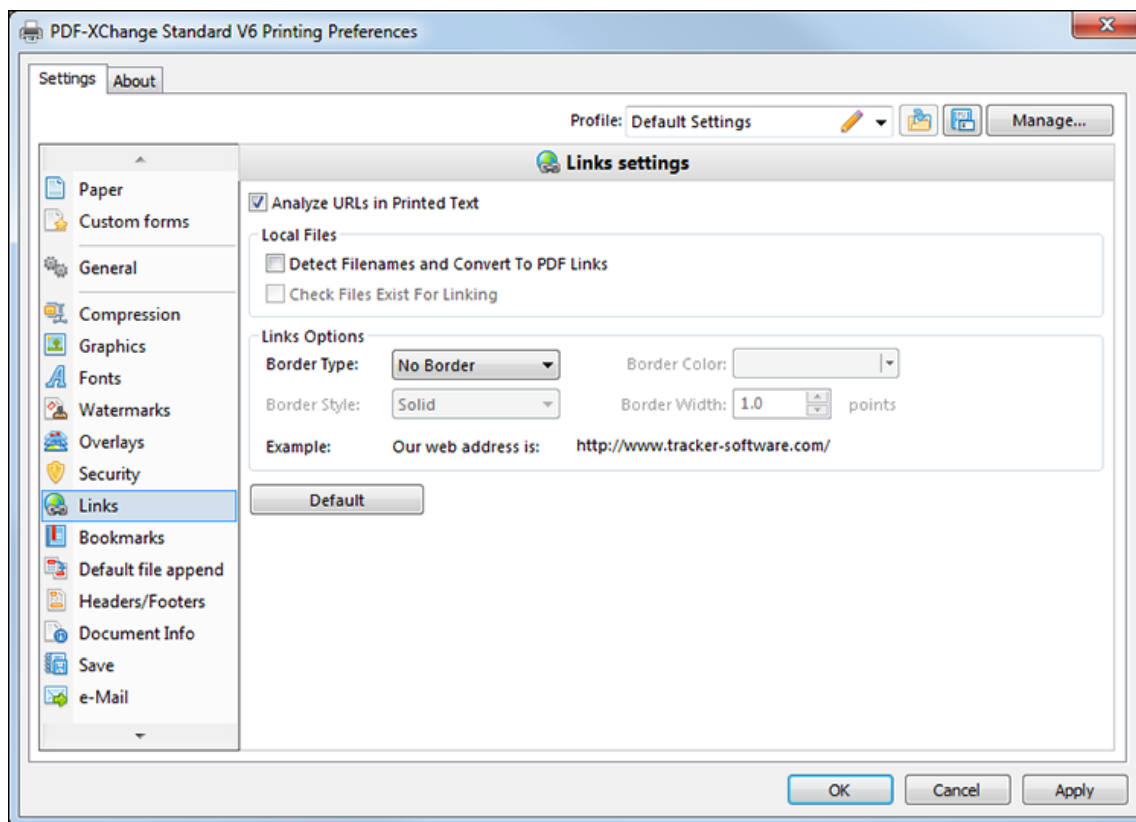 PDF-XChange Standard V6 Printing Preferences
Settings About
Profile: Default Settings Manage...
Paper
Custom forms
General
Compression
Graphics
Fonts
Watermarks
Overlays
Security
Links
Bookmarks
Default file append
Headers/Footers
Document Info
Save
e-Mail
Links settings
Analyze URLs in Printed Text
Local Files
Detect Filenames and Convert To PDF Links
Check Files Exist For Linking
Links Options
Border Type: No Border Border Color:
Border Style: Solid Border Width: 1.0 points
Example: Our web address is: http://www.tracker-software.com/
Default
OK Cancel Apply